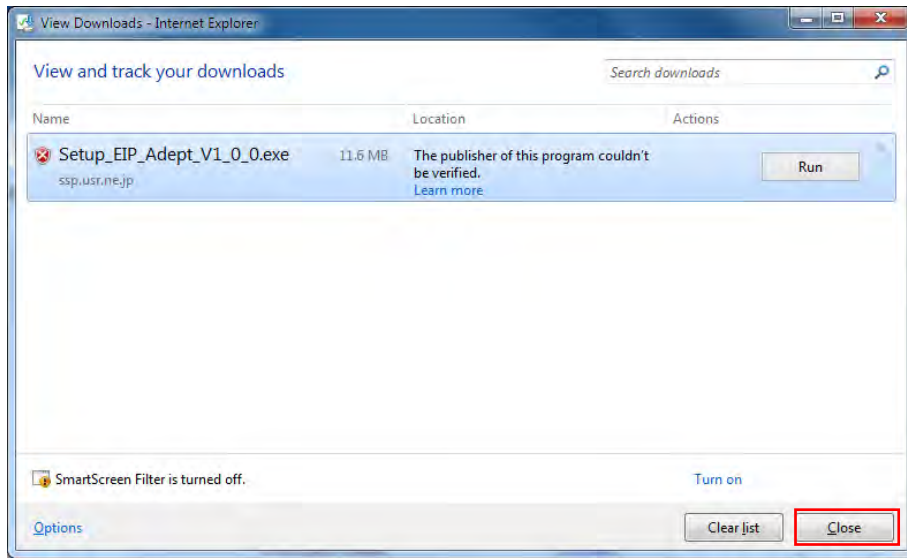 View Downloads - Internet Explorer
View and track your downloads
Search downloads
Name Location Actions
Setup_EIP_Adept_V1_0_0.exe 11.6 MB The publisher of this program couldn't
be verified.
Run
ssp.usr.ne.jp
Learn more
SmartScreen Filter is turned off. Turn on
Options Clear list Close